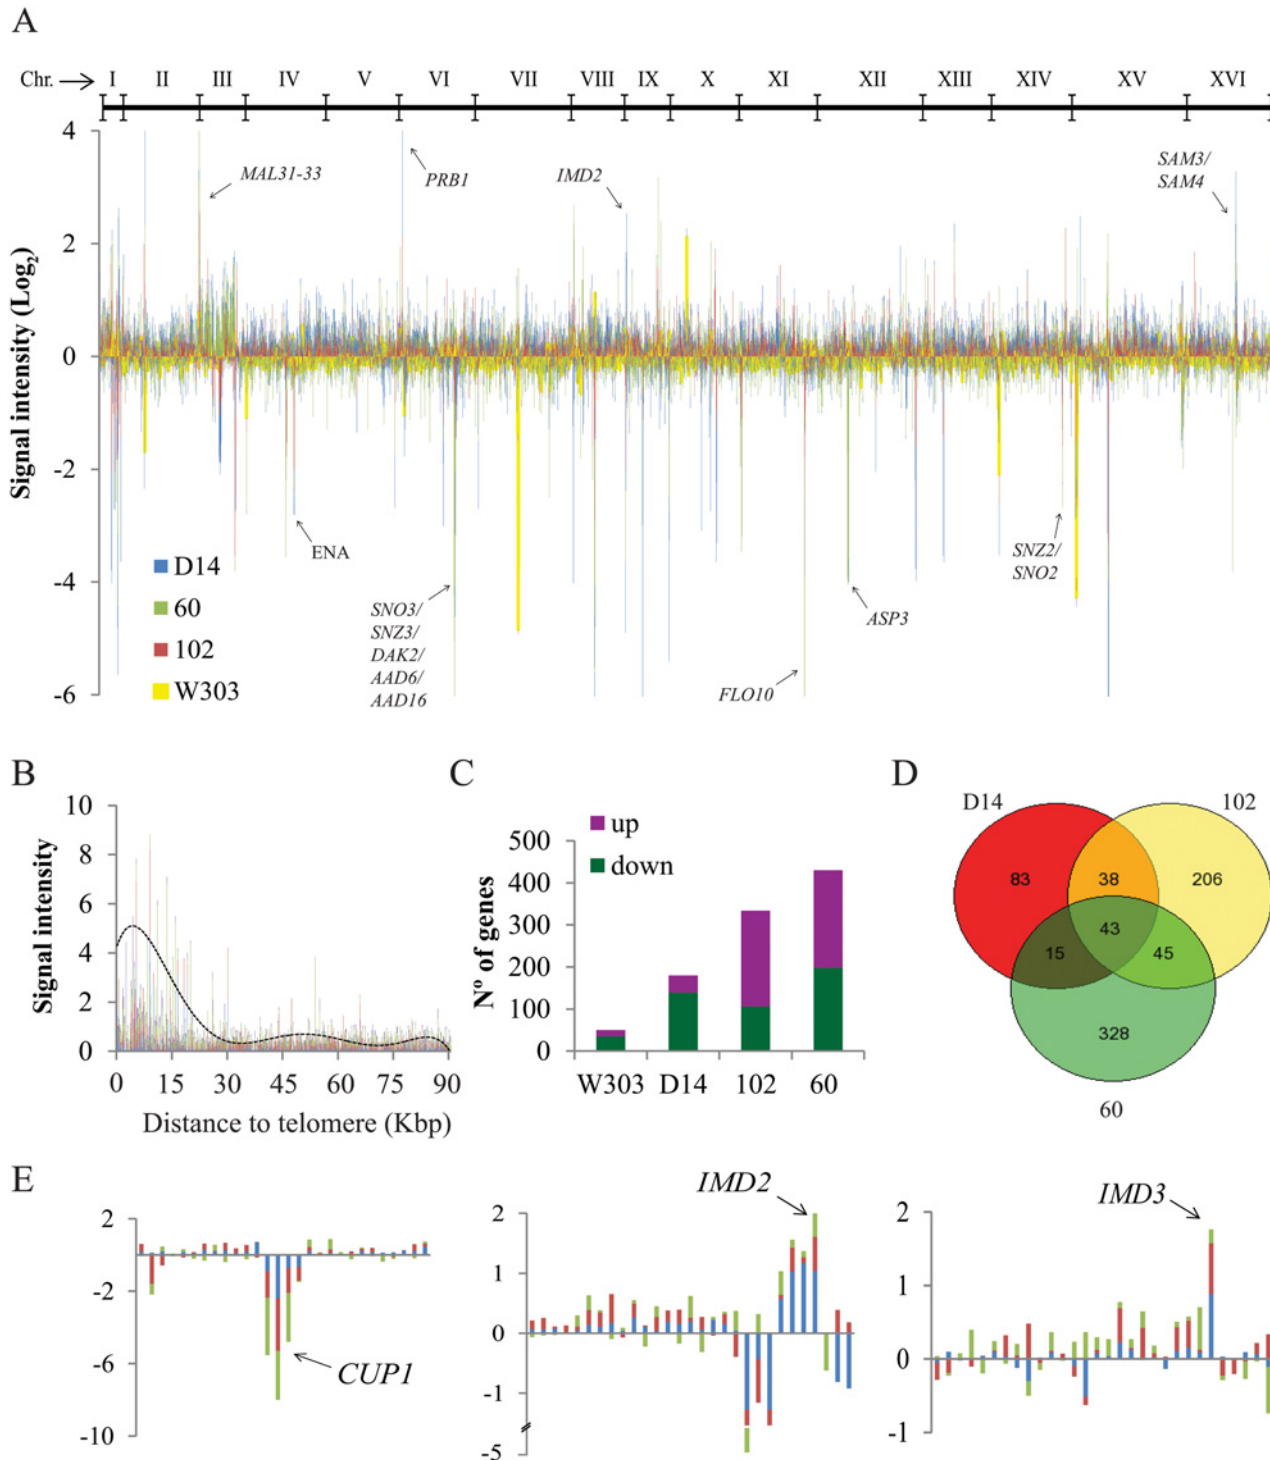 A
Chr. I II III IV V VI VII VIII IX X XI XII XIII XIV XV XVI
Signal intensity (Log2)
4
2
0
-2
-4
-6
MAL31-33
PRB1
IMD2
SAM3/
SAM4
ENA
SNO3/
SNZ3/
DAK2/
AAD6/
AAD16
FLO10
ASP3
SNZ2/
SNO2
D14
60
102
W303
B
Signal intensity
10
8
6
4
2
0
0 15 30 45 60 75 90
Distance to telomere (Kbp)
C
Nº of genes
up
down
500
400
300
200
100
0
W303 D14 102 60
D
D14
102
83
38
206
43
15
45
328
60
E
2
-2
-6
-10
CUP1
2
1
0
-1
-5
IMD2
2
1
0
-1
IMD3